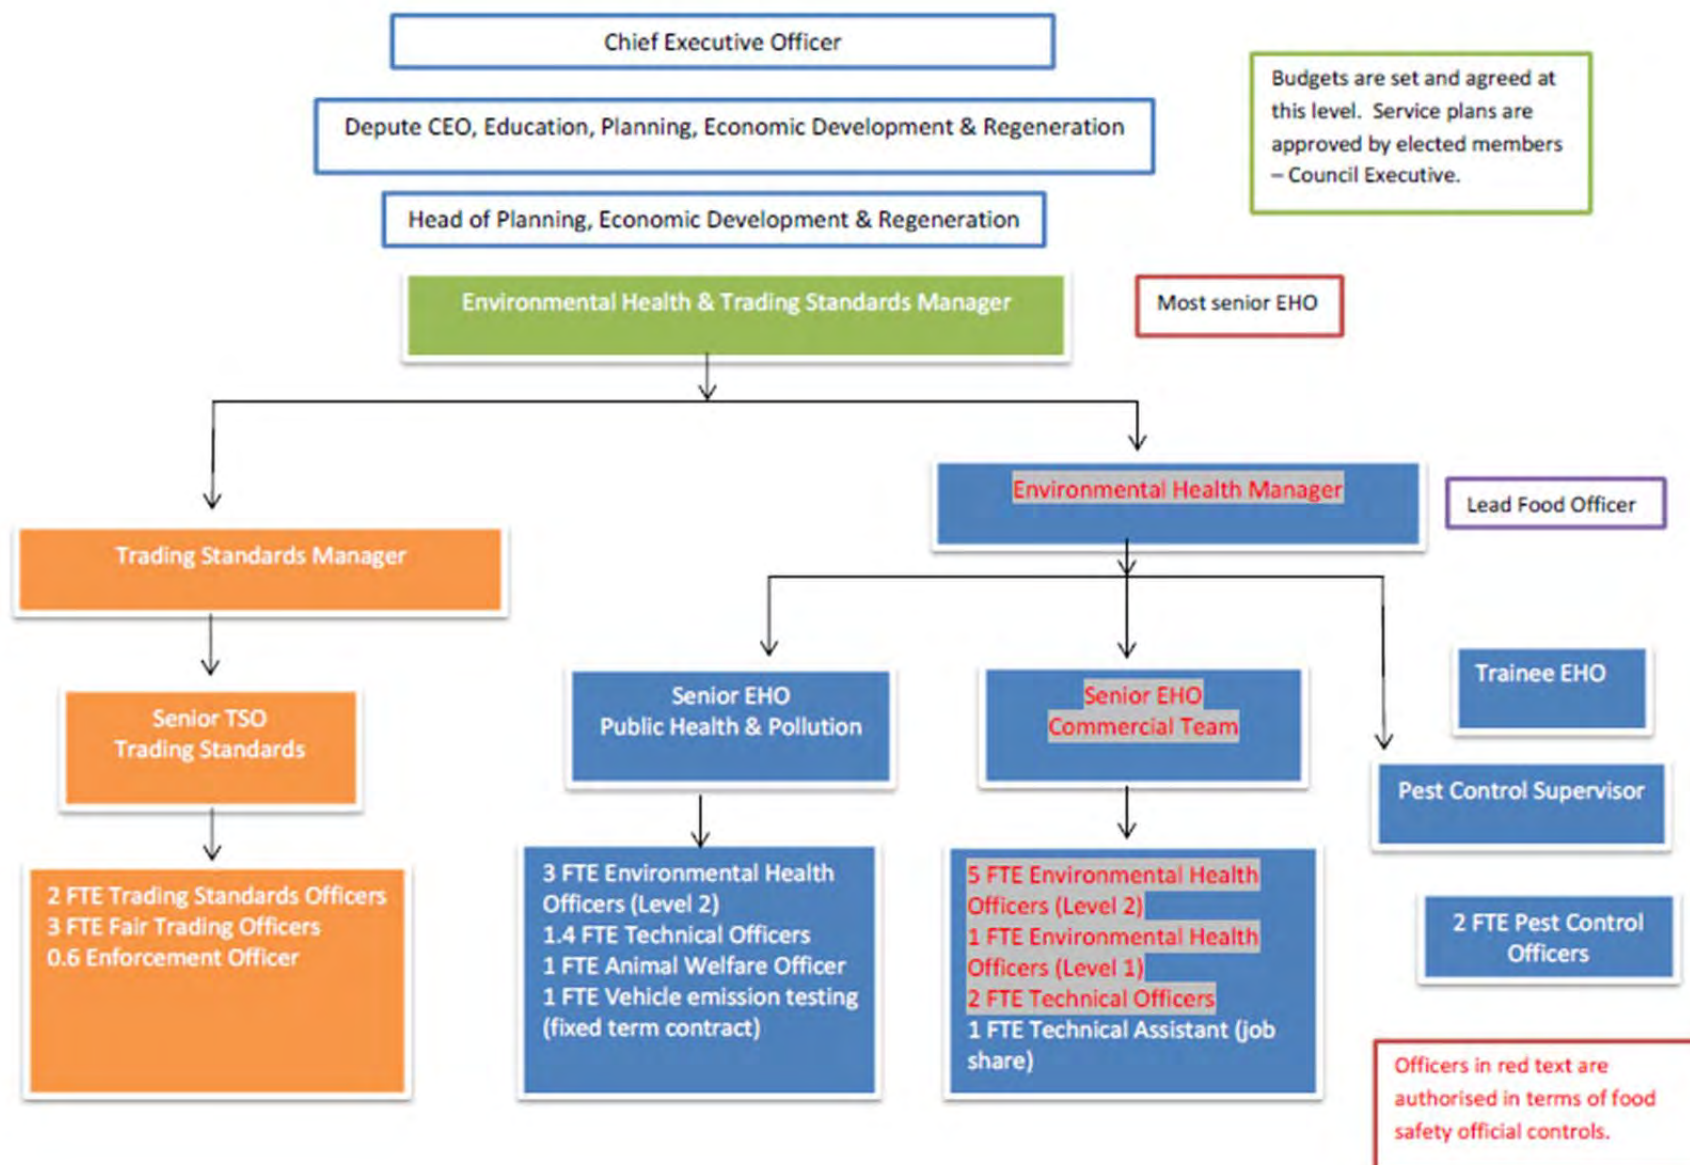 Chief Executive Officer
Budgets are set and agreed at
this level.  Service plans are
approved by elected members
– Council Executive.
Depute CEO, Education, Planning, Economic Development & Regeneration
Head of Planning, Economic Development & Regeneration
Environmental Health & Trading Standards Manager
Most senior EHO
Environmental Health Manager
Lead Food Officer
Trading Standards Manager
Senior TSO
Trading Standards
Senior EHO
Public Health & Pollution
Senior EHO
Commercial Team
Trainee EHO
Pest Control Supervisor
2 FTE Trading Standards Officers
3 FTE Fair Trading Officers
0.6 Enforcement Officer
3 FTE Environmental Health
Officers (Level 2)
1.4 FTE Technical Officers
1 FTE Animal Welfare Officer
1 FTE Vehicle emission testing
(fixed term contract)
5 FTE Environmental Health
Officers (Level 2)
1 FTE Environmental Health
Officers (Level 1)
2 FTE Technical Officers
1 FTE Technical Assistant (job
share)
2 FTE Pest Control
Officers
Officers in red text are
authorised in terms of food
safety official controls.